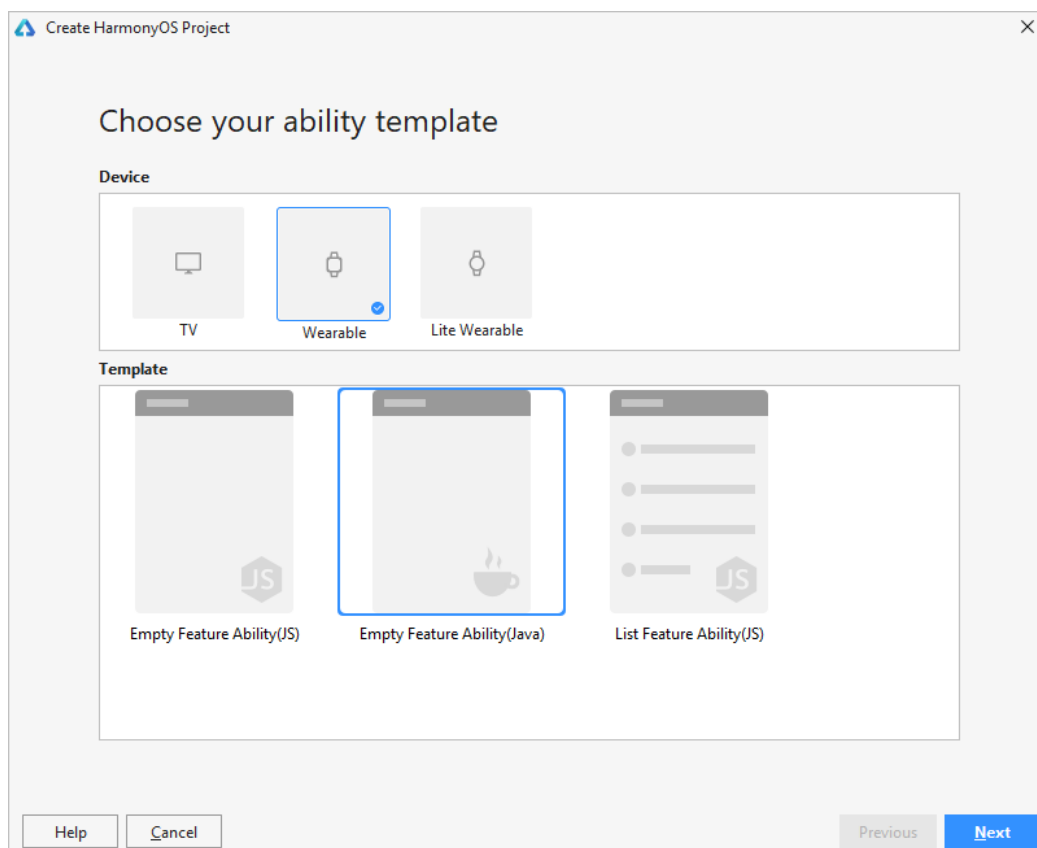 Create HarmonyOS Project
Choose your ability template
Device
TV
Wearable
Lite Wearable
Template
JS
JS
Empty Feature Ability(JS)
Empty Feature Ability(Java)
List Feature Ability(JS)
Help
Cancel
Previous
Next